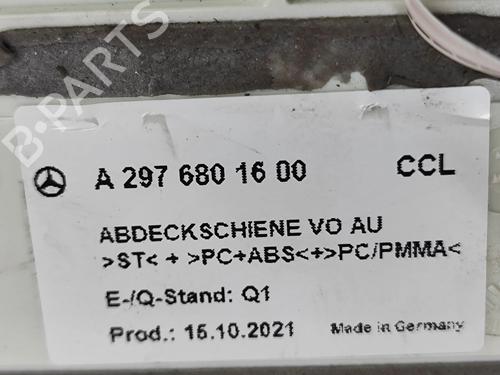 B-PARTS
A 297 680 16 00 CCL
ABDECKSCHIENE VO AU
>ST< + >PC+ABS<+>PC/PMMA<
E-/Q-Stand: Q1
Prod.: 15.10.2021 Made in Germany